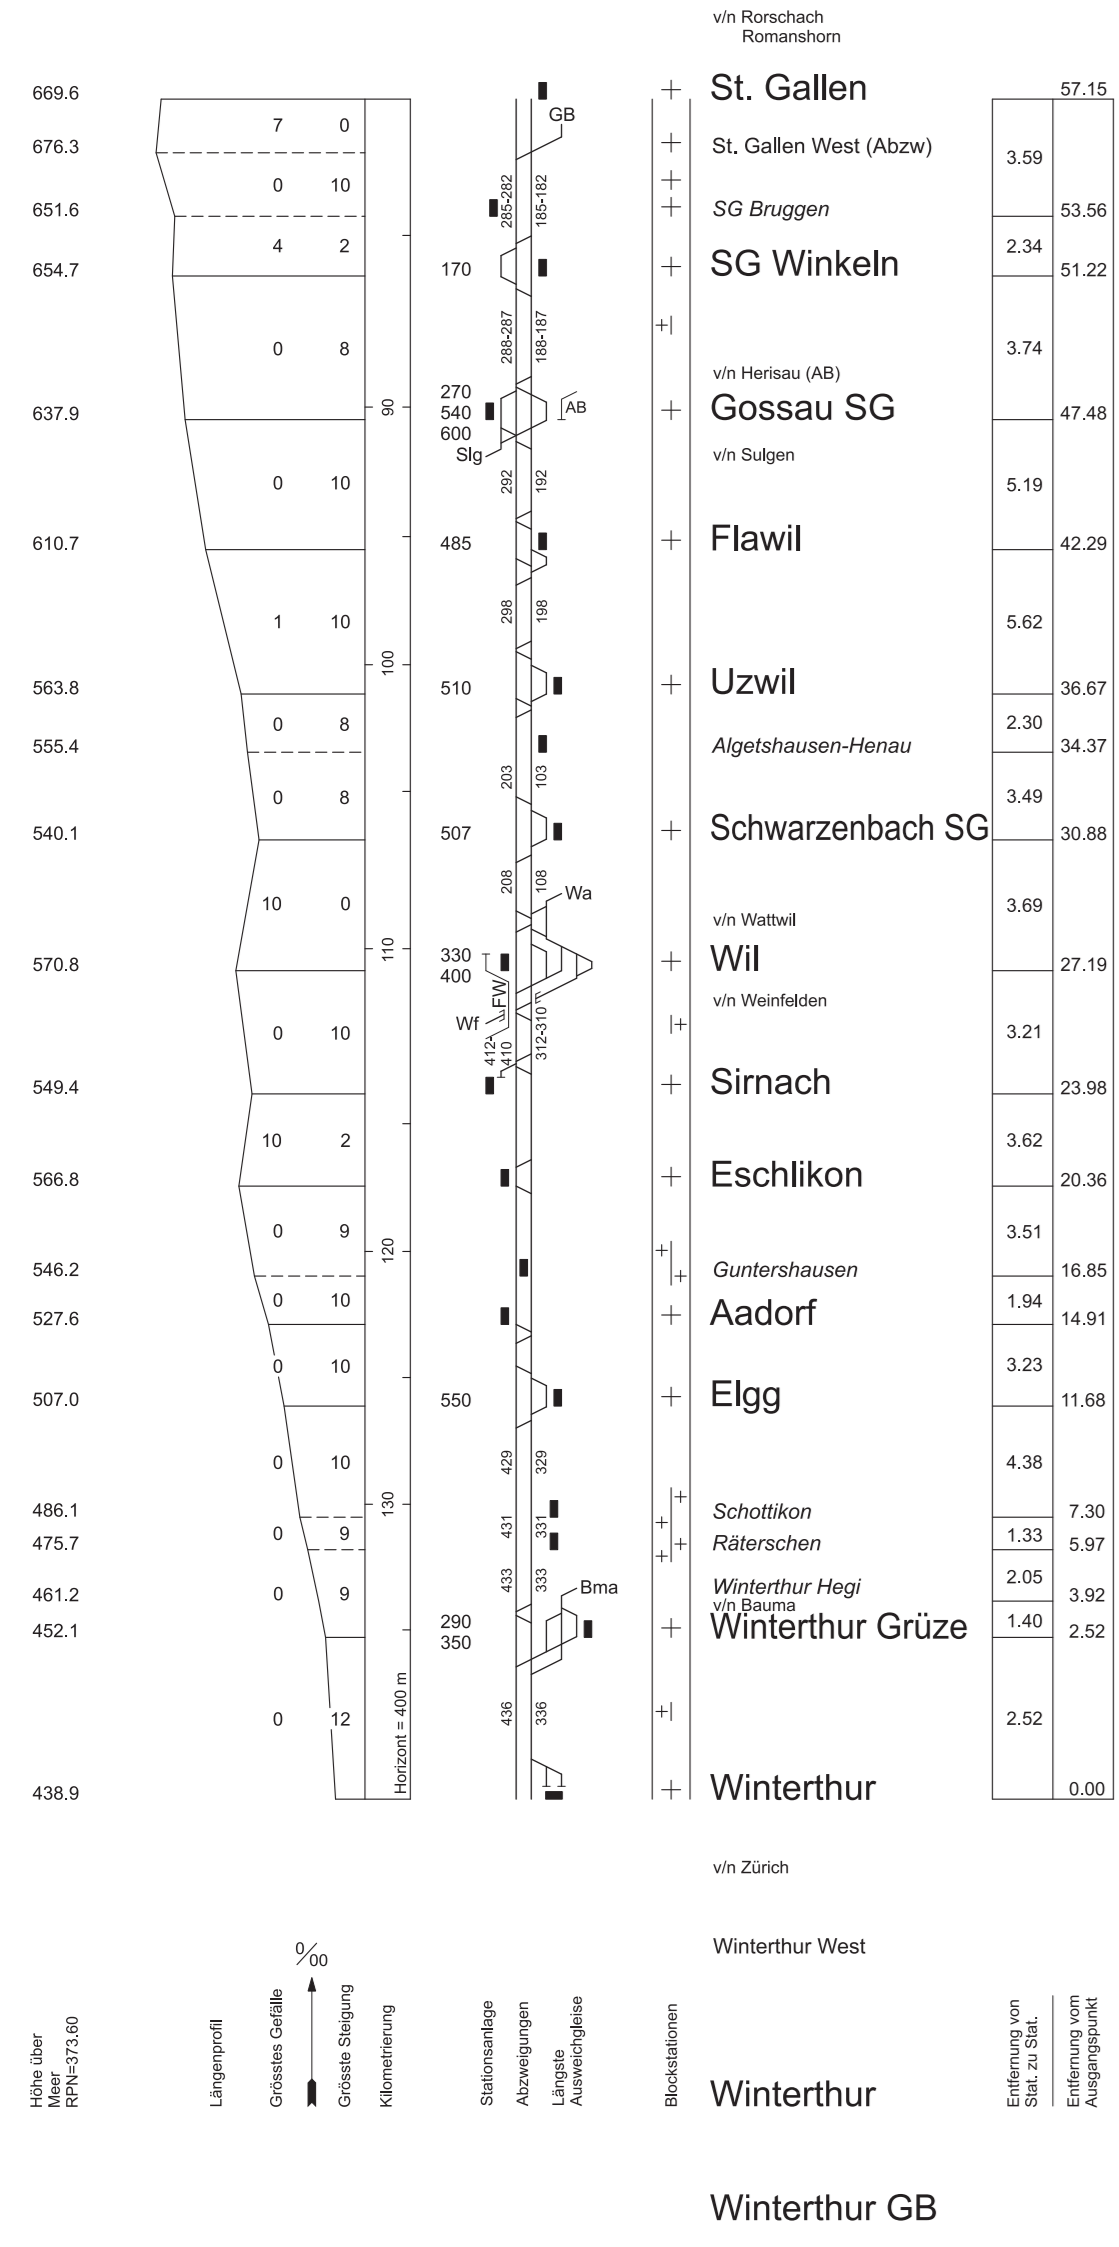 v/n Rorschach
Romanshorn
669.6 St. Gallen 57.15
GB
7 0
676.3 St. Gallen West (Abzw)
3.59
0 10 285-282 185-182
651.6 SG Bruggen 53.56
4 2 2.34
654.7 170 SG Winkeln 51.22
0 8 288-287 188-187 3.74
v/n Herisau (AB)
270
637.9 90 540 AB Gossau SG 47.48
600
Slg v/n Sulgen
0 10 292 192 5.19
610.7 485 Flawil 42.29
1 10 298 198 5.62
100
563.8 510 Uzwil 36.67
0 8 2.30
555.4 Algetshausen-Henau 34.37
0 8 203 103 3.49
540.1 507 Schwarzenbach SG 30.88
208 108 Wa
10 0 3.69
v/n Wattwil
110 330
570.8 400 Wil 27.19
FW v/n Weinfelden
Wf
0 10 412-410 312-310 3.21
549.4 Sirnach 23.98
10 2 3.62
566.8 Eschlikon 20.36
0 9 3.51
120
546.2 Guntershausen 16.85
0 10 1.94
527.6 Aadorf 14.91
0 10 3.23
507.0 550 Elgg 11.68
0 10 429 329 4.38
130
486.1 Schottikon 7.30
0 9 431 331 1.33
475.7 Räterschen 5.97
433 333 2.05
461.2 0 9 Bma Winterthur Hegi 3.92
v/n Bauma
290 1.40
452.1 350 Winterthur Grüze 2.52
0 12 436 336 2.52
Horizont = 400 m
438.9 Winterthur 0.00
v/n Zürich
Winterthur West
0/00
Höhe über
Meer
RPN=373.60
Längenprofil
Grösstes Gefälle
Grösste Steigung
Kilometrierung
Stationsanlage
Abzweigungen
Längste
Ausweichgleise
Blockstationen
Winterthur
Entfernung von
Stat. zu Stat.
Entfernung vom
Ausgangspunkt
Winterthur GB